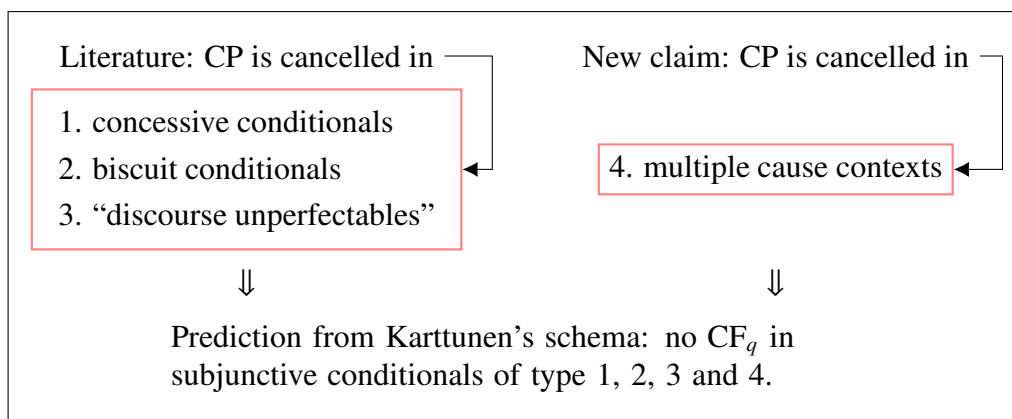 Literature: CP is cancelled in
1. concessive conditionals
2. biscuit conditionals
3. “discourse unperfectables”
⇓
New claim: CP is cancelled in
4. multiple cause contexts
⇓
Prediction from Karttunen’s schema: no CF_q in
subjunctive conditionals of type 1, 2, 3 and 4.